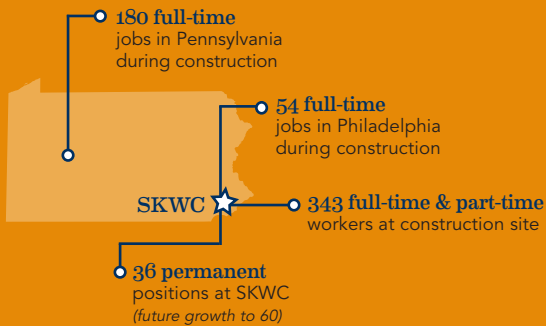 180 full-time
jobs in Pennsylvania
during construction
54 full-time
jobs in Philadelphia
during construction
SKWC
343 full-time & part-time
workers at construction site
36 permanent
positions at SKWC
(future growth to 60)